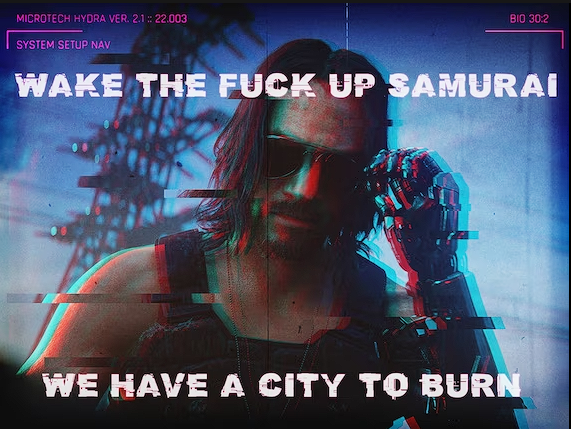 MICROTECH HYDRA VER. 2.1 :: 22.003
BIO 30:2
SYSTEM SETUP NAV
WAKE THE FUCK UP SAMURAI
WE HAVE A CITY TO BURN